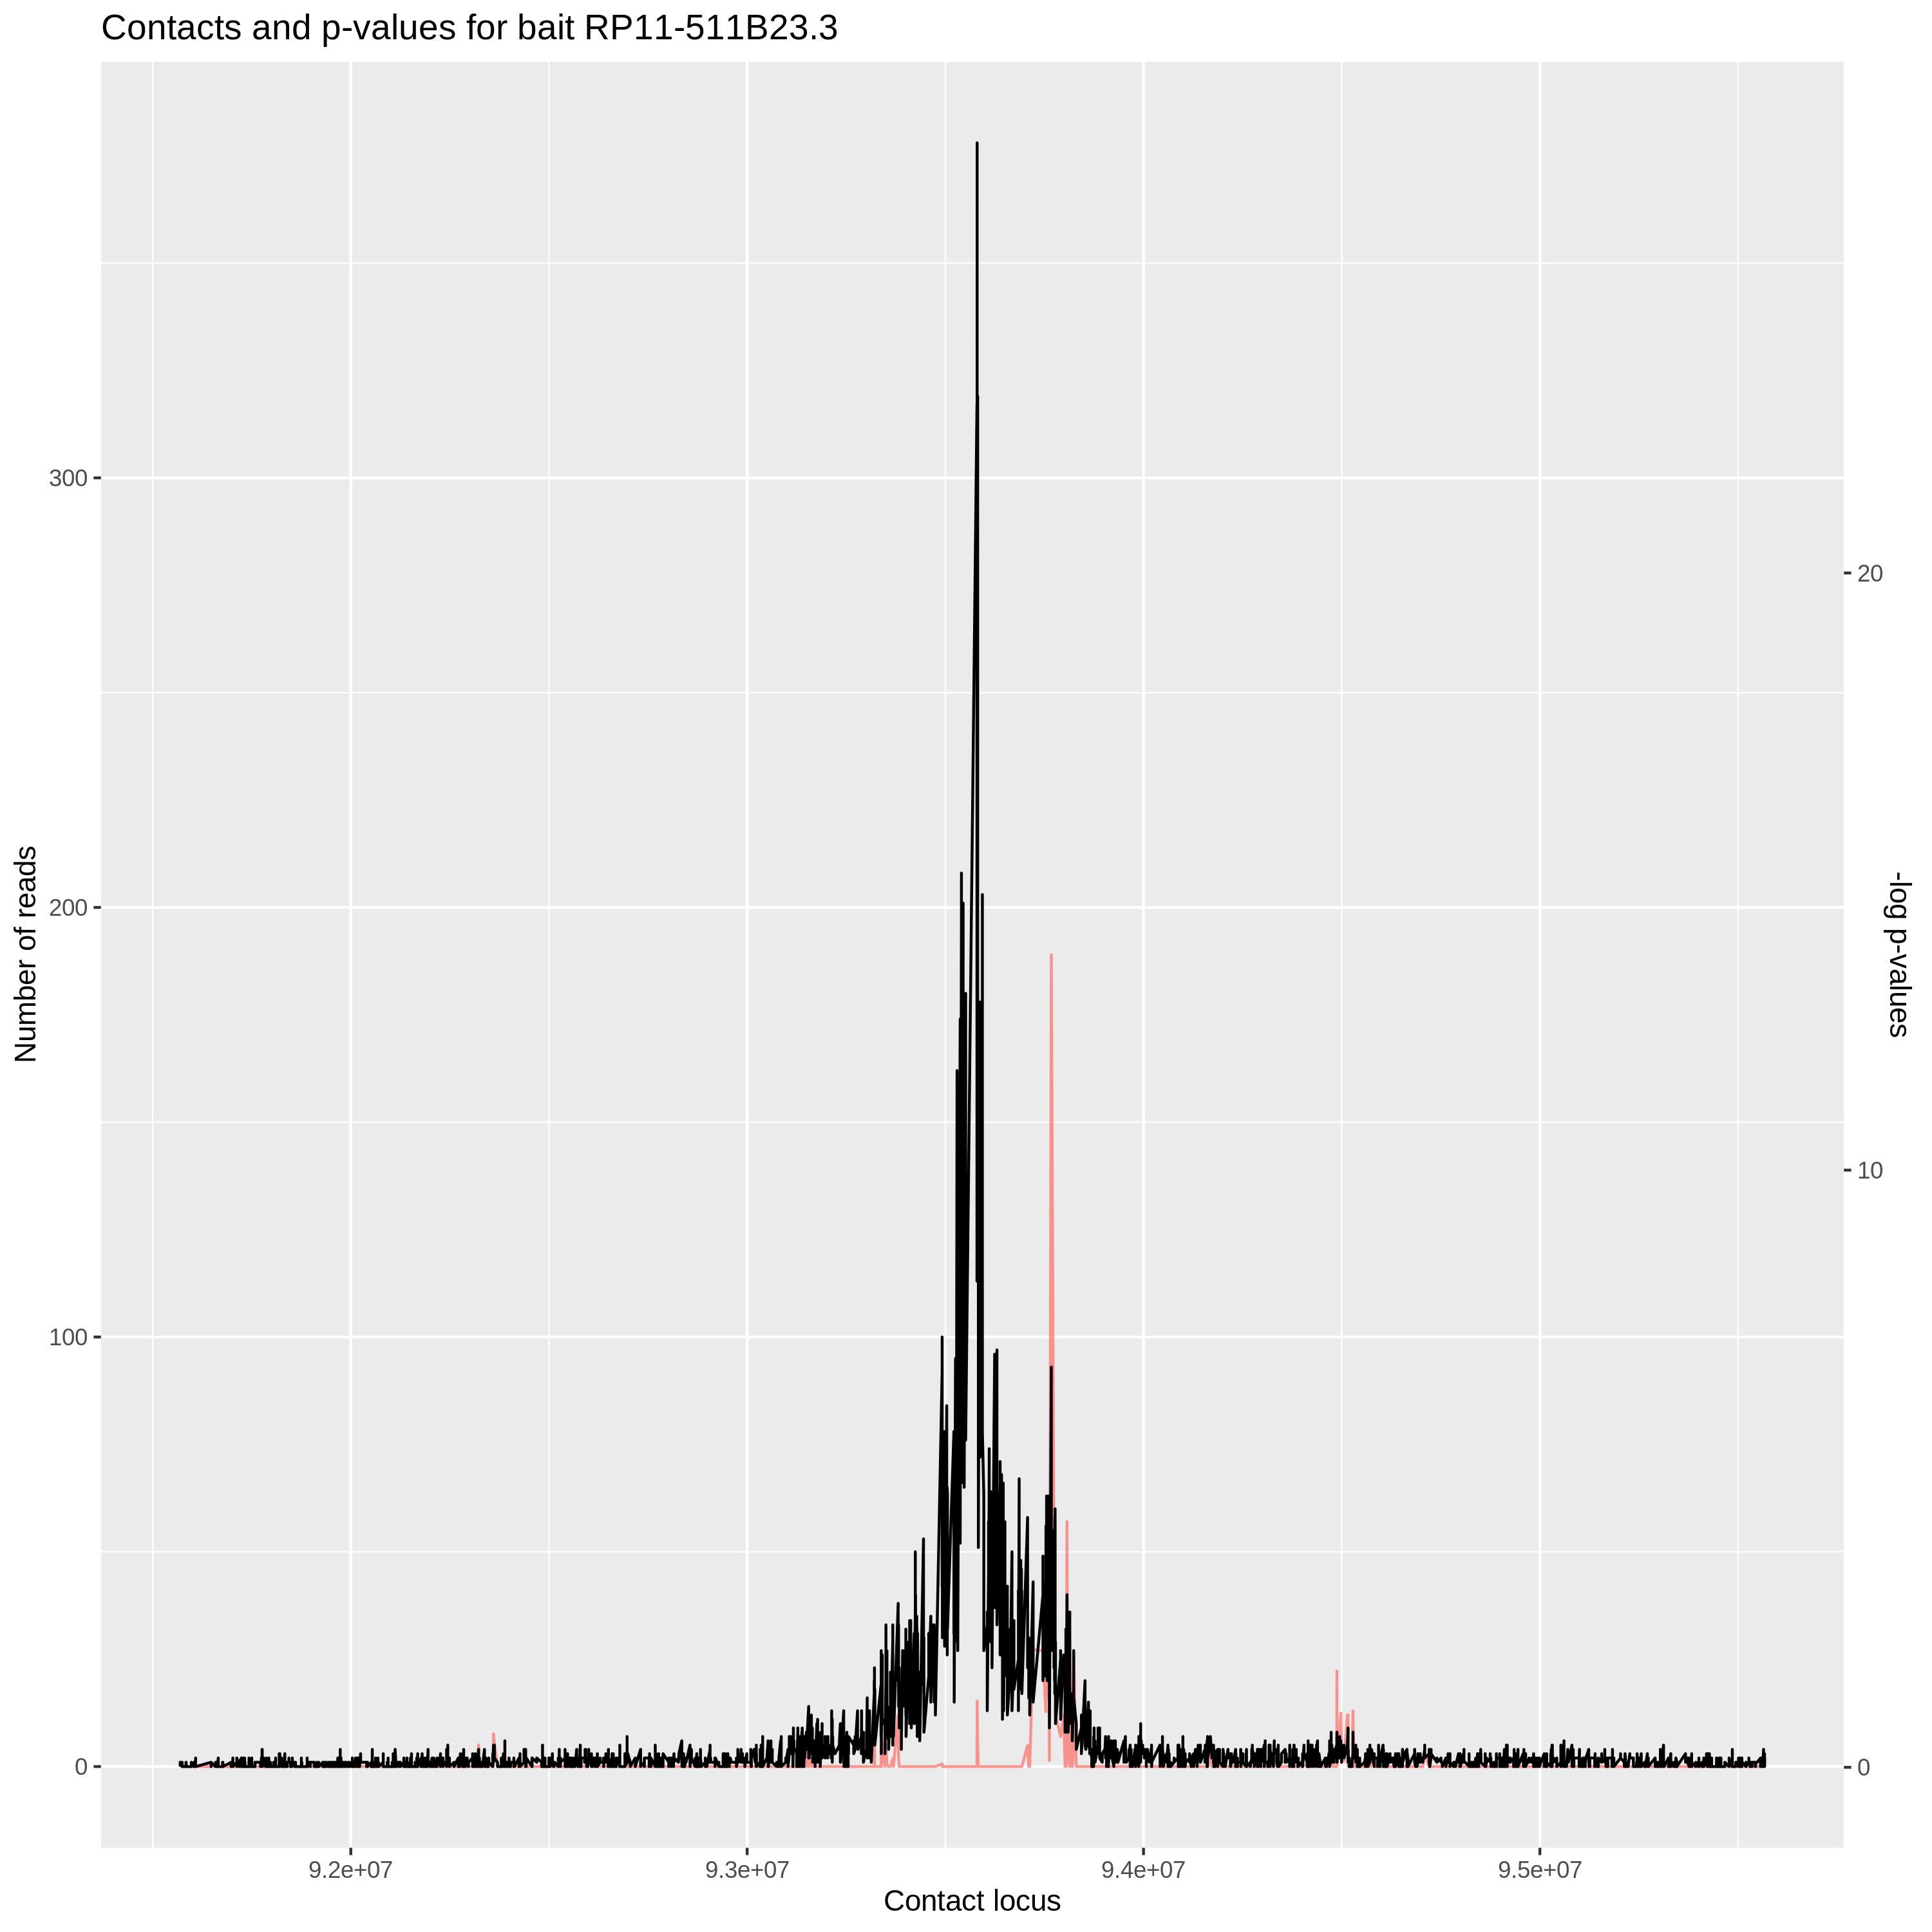 Contacts and p-values for bait RP11-511B23.3
300
200
100
0
Number of reads
20
10
0
-log p-values
9.2e+07
9.3e+07
9.4e+07
9.5e+07
Contact locus